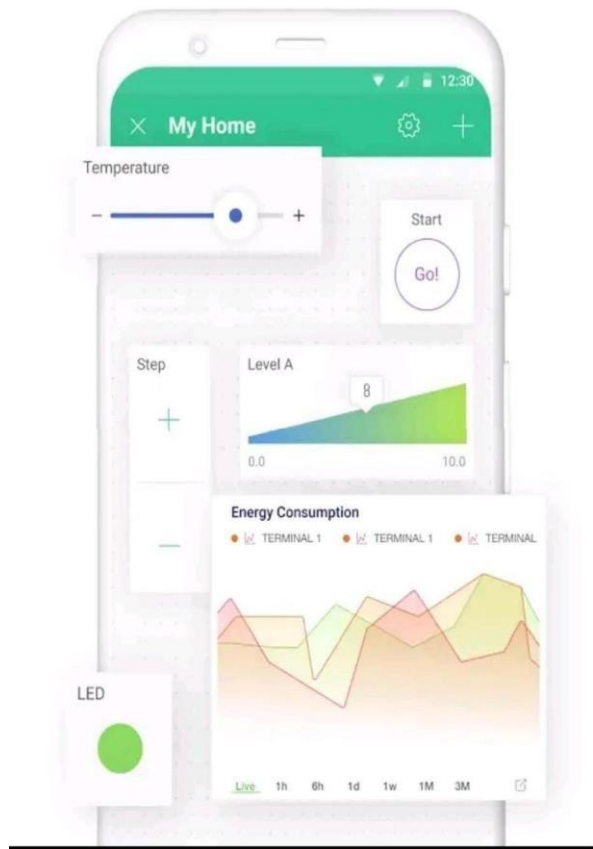 12:30
My Home
Temperature
Start
Go!
Step
Level A
8
0.0 10.0
Energy Consumption
TERMINAL 1 TERMINAL 1 TERMINAL
LED
Live 1h 6h 1d 1w 1M 3M